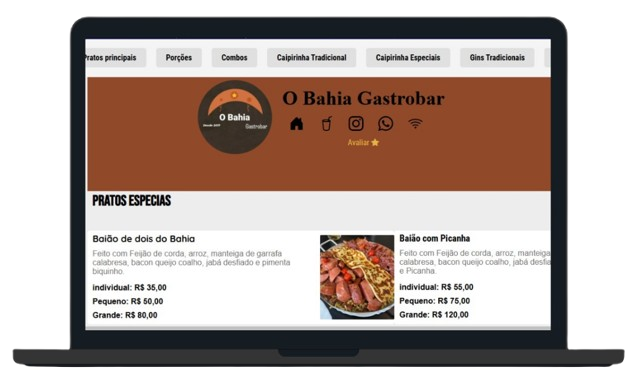 Pratos principais
Porções
Combos
Caipirinha Tradicional
Caipirinha Especiais
Gins Tradicionais
O Bahia
Gastrobar
O Bahia Gastrobar
Avaliar
PRATOS ESPECIAS
Baião de dois do Bahia
Feito com Feijão de corda, arroz, manteiga de garrafa
calabresa, bacon queijo coalho, jabá desfiado e pimenta
biquinho.
individual: R$ 35,00
Pequeno: R$ 50,00
Grande: R$ 80,00
Baião com Picanha
Feito com Feijão de corda, arroz, manteiga
calabresa, bacon queijo coalho, jabá desfia
e Picanha.
individual: R$ 55,00
Pequeno: R$ 75,00
Grande: R$ 120,00